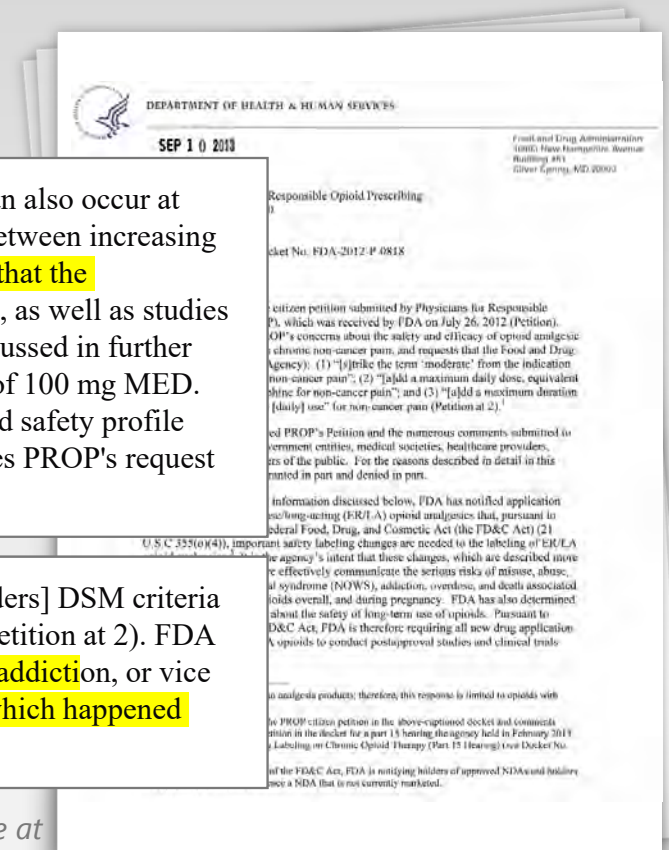 DEPARTMENT OF HEALTH & HUMAN SERVICES
SEP 1 0 2013
Food and Drug Administration
10903 New Hampshire Avenue
Building #51
Silver Spring, MD 20993
Responsible Opioid Prescribing
cket No. FDA-2012-P-0818
citizen petition submitted by Physicians for Responsible
P), which was received by FDA on July 26, 2012 (Petition).
OP's concerns about the safety and efficacy of opioid analgesic
chronic non-cancer pain, and requests that the Food and Drug
Agency): (1) "[s]trike the term 'moderate' from the indication
non-cancer pain"; (2) "[a]dd a maximum daily dose, equivalent
phine for non-cancer pain"; and (3) "[a]dd a maximum duration
[daily] use" for non-cancer pain (Petition at 2).1
ed PROP's Petition and the numerous comments submitted to
vernment entities, medical societies, healthcare providers,
rs of the public. For the reasons described in detail in this
ranted in part and denied in part.
information discussed below, FDA has notified application
se/long-acting (ER/LA) opioid analgesics that, pursuant to
ederal Food, Drug, and Cosmetic Act (the FD&C Act) (21
U.S.C 355(o)(4)), important safety labeling changes are needed to the labeling of ER/LA
he agency's intent that these changes, which are described more
e effectively communicate the serious risks of misuse, abuse,
al syndrome (NOWS), addiction, overdose, and death associated
ioids overall, and during pregnancy. FDA has also determined
about the safety of long-term use of opioids. Pursuant to
D&C Act, FDA is therefore requiring all new drug application
A opioids to conduct postapproval studies and clinical trials
n analgesia products; therefore, this response is limited to opioids with
he PROP citizen petition in the above-captioned docket and comments
tition in the docket for a part 15 hearing the agency held in February 2013
Labeling on Chronic Opioid Therapy (Part 15 Hearing) (see Docket No.
of the FD&C Act, FDA is notifying holders of approved NDAs and holders
nce a NDA that is not currently marketed.
n also occur at
etween increasing
that the
, as well as studies
cussed in further
of 100 mg MED.
d safety profile
es PROP's request
ders] DSM criteria
etition at 2). FDA
addiction, or vice
which happened
e at